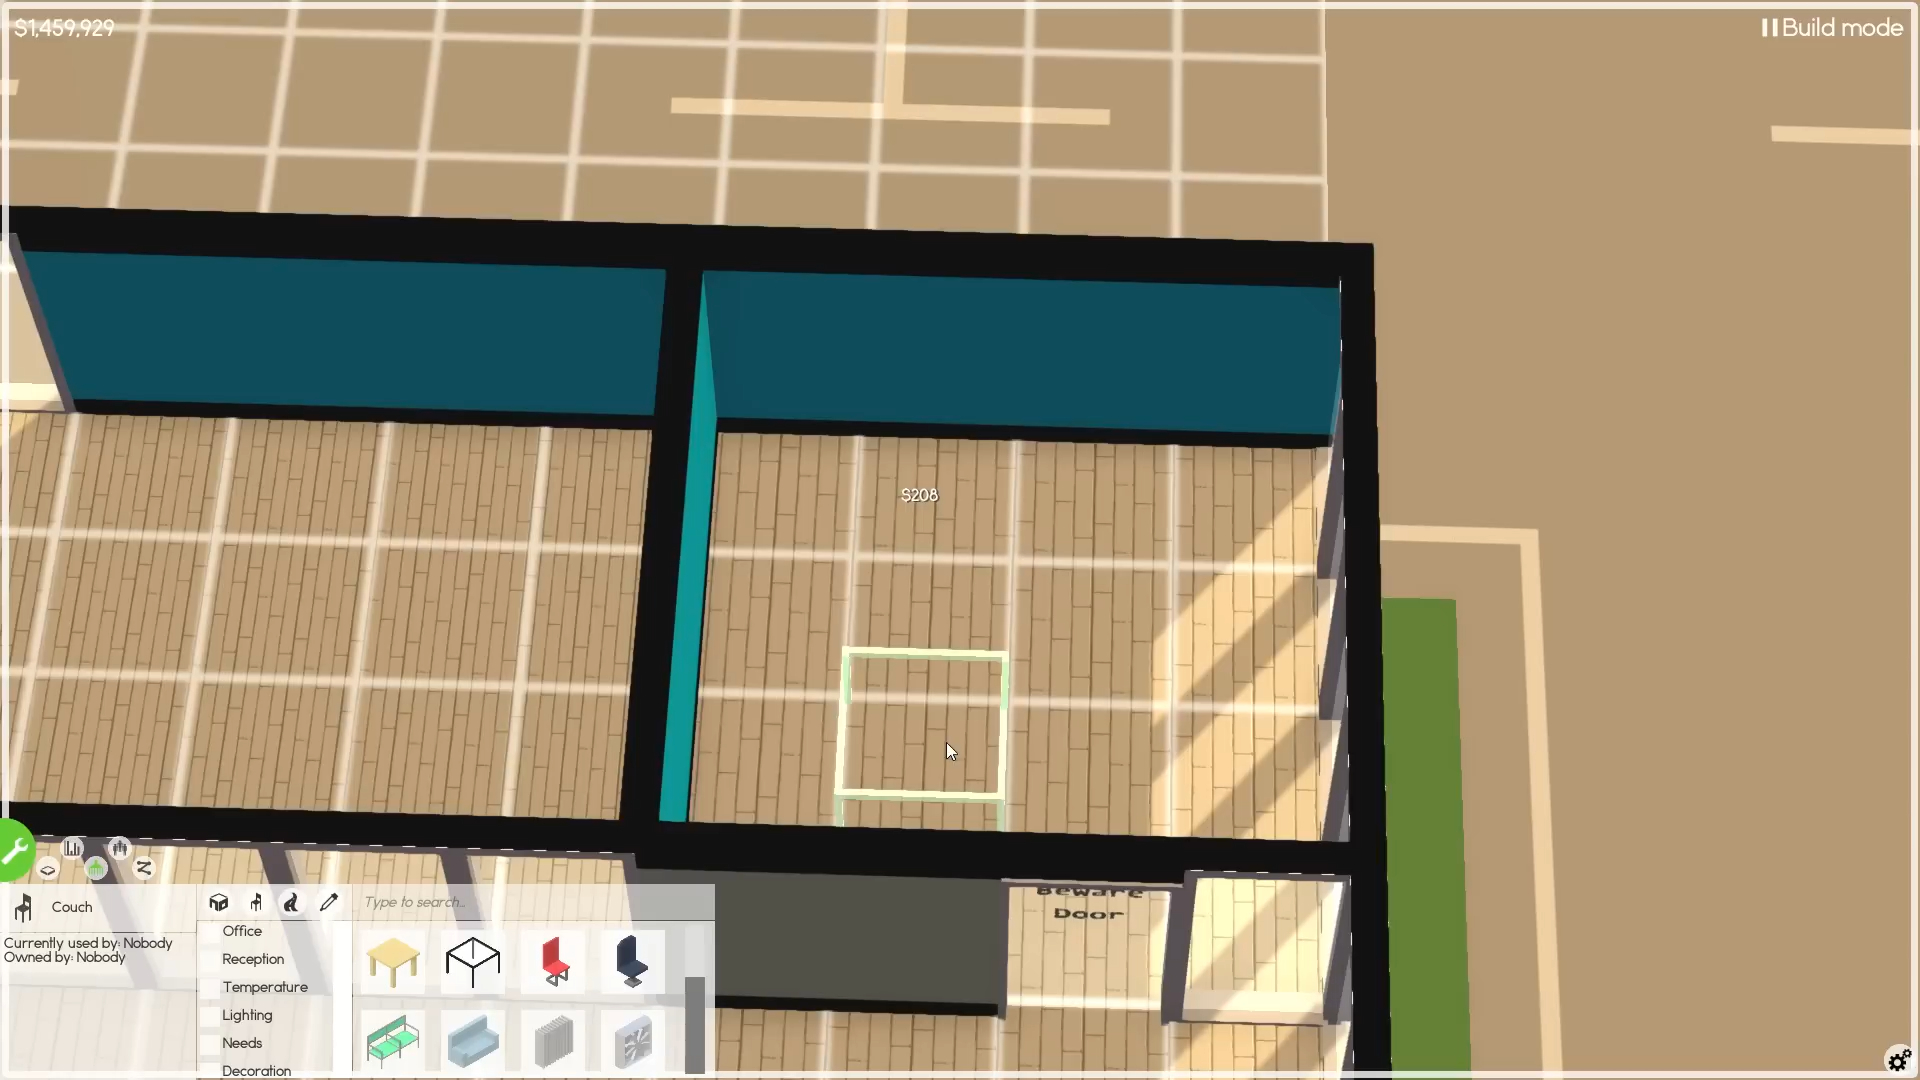 $1,459,929
Build mode
$208
Couch
Type to search...
Currently used by: Nobody
Owned by: Nobody
Office
Reception
Temperature
Lighting
Needs
Decoration
Beware
Door